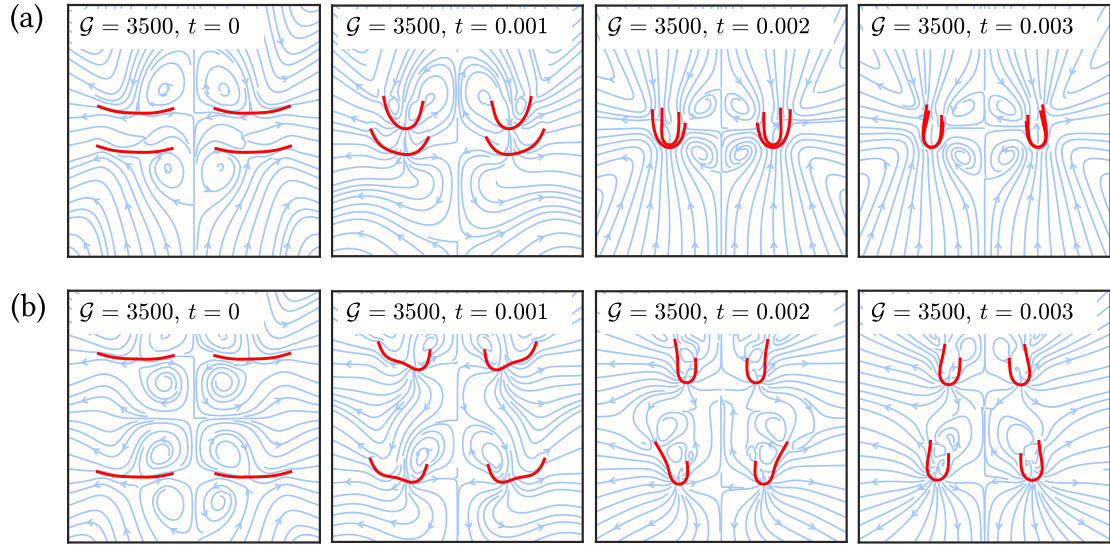 (a)
𝒢 = 3500, t = 0
𝒢 = 3500, t = 0.001
𝒢 = 3500, t = 0.002
𝒢 = 3500, t = 0.003
(b)
𝒢 = 3500, t = 0
𝒢 = 3500, t = 0.001
𝒢 = 3500, t = 0.002
𝒢 = 3500, t = 0.003